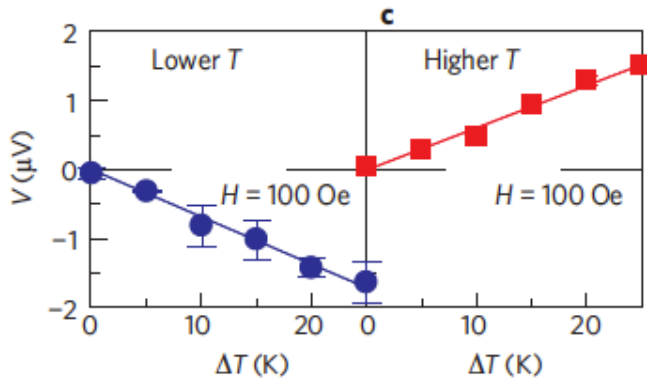 c
2
Lower T
Higher T
1
V (μV)
0
H = 100 Oe
H = 100 Oe
−1
−2
0
10
20
0
10
20
ΔT (K)
ΔT (K)